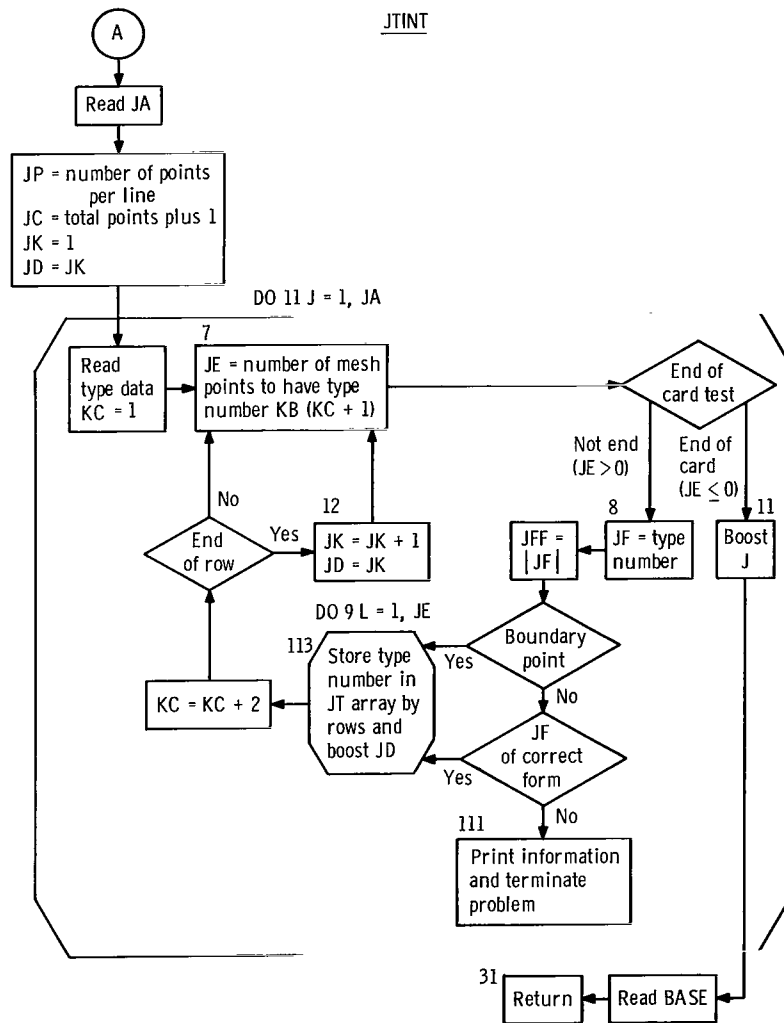 JTINT
A
Read JA
JP = number of points
per line
JC = total points plus 1
JK = 1
JD = JK
DO 11 J = 1, JA
Read
type data
KC = 1
7
JE = number of mesh
points to have type
number KB (KC + 1)
End of
card test
Not end
(JE > 0)
End of
card
(JE ≤ 0)
No
End
of row
Yes
12
JK = JK + 1
JD = JK
JFF =
|JF|
8
JF = type
number
11
Boost
J
DO 9 L = 1, JE
113
Store type
number in
JT array by
rows and
boost JD
KC = KC + 2
Boundary
point
Yes
No
JF
of correct
form
Yes
No
111
Print information
and terminate
problem
31
Return
Read BASE